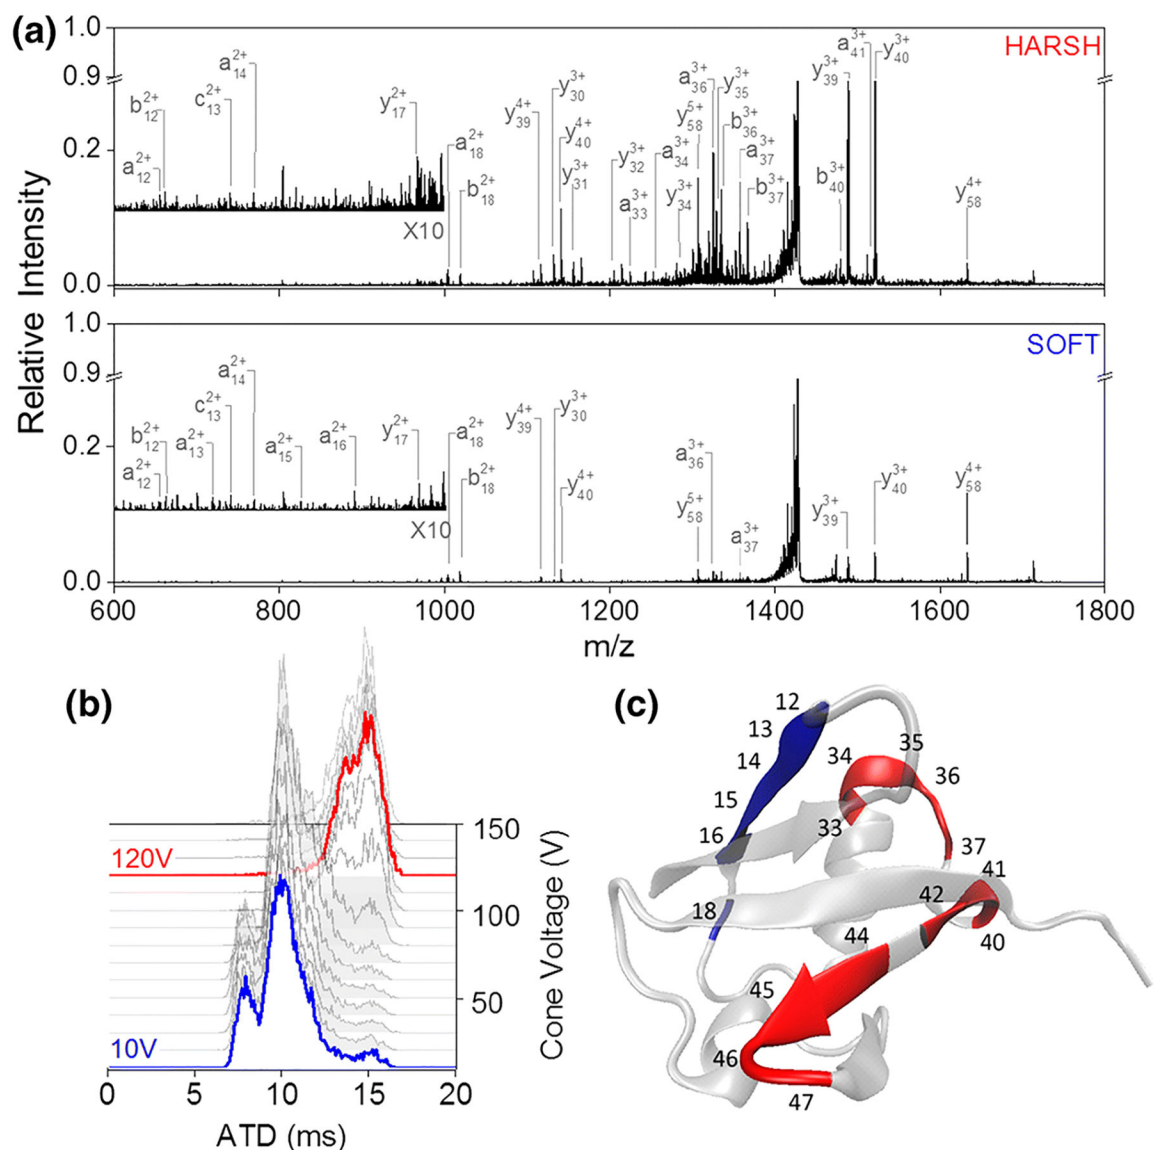 (a)
HARSH
Relative Intensity
1.0
0.9
0.2
0.0
a12 2+
b12 2+
c13 2+
a14 2+
y17 2+
X10
a18 2+
b18 2+
y39 4+
y30 3+
y40 4+
y31 3+
y32 3+
a33 3+
a34 3+
y34 3+
y58 5+
a36 3+
y35 3+
b36 3+
a37 3+
b37 3+
b40 3+
y39 3+
a41 3+
y40 3+
y58 4+
600 800 1000 1200 1400 1600 1800
SOFT
1.0
0.9
0.2
0.0
a12 2+
b12 2+
a13 2+
c13 2+
a14 2+
a15 2+
a16 2+
y17 2+
X10
a18 2+
b18 2+
y39 4+
y30 3+
y40 4+
y58 5+
a36 3+
a37 3+
y39 3+
y40 3+
y58 4+
600 800 1000 1200 1400 1600 1800
m/z
(b)
120V
10V
150
100
50
Cone Voltage (V)
0 5 10 15 20
ATD (ms)
(c)
12
13
14
15
16
18
33
34
35
36
37
41
42
40
44
45
46
47